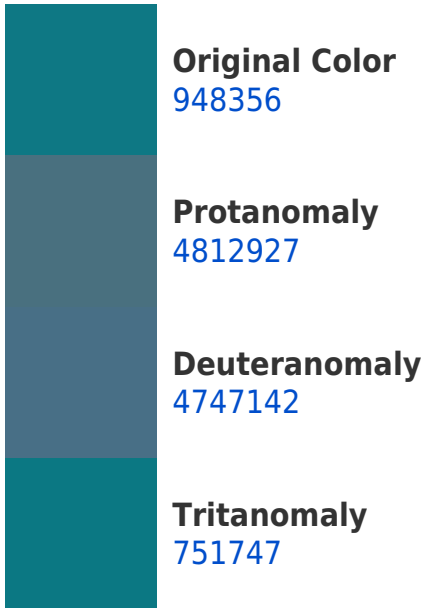 Original Color
948356
Protanomaly
4812927
Deuteranomaly
4747142
Tritanomaly
751747